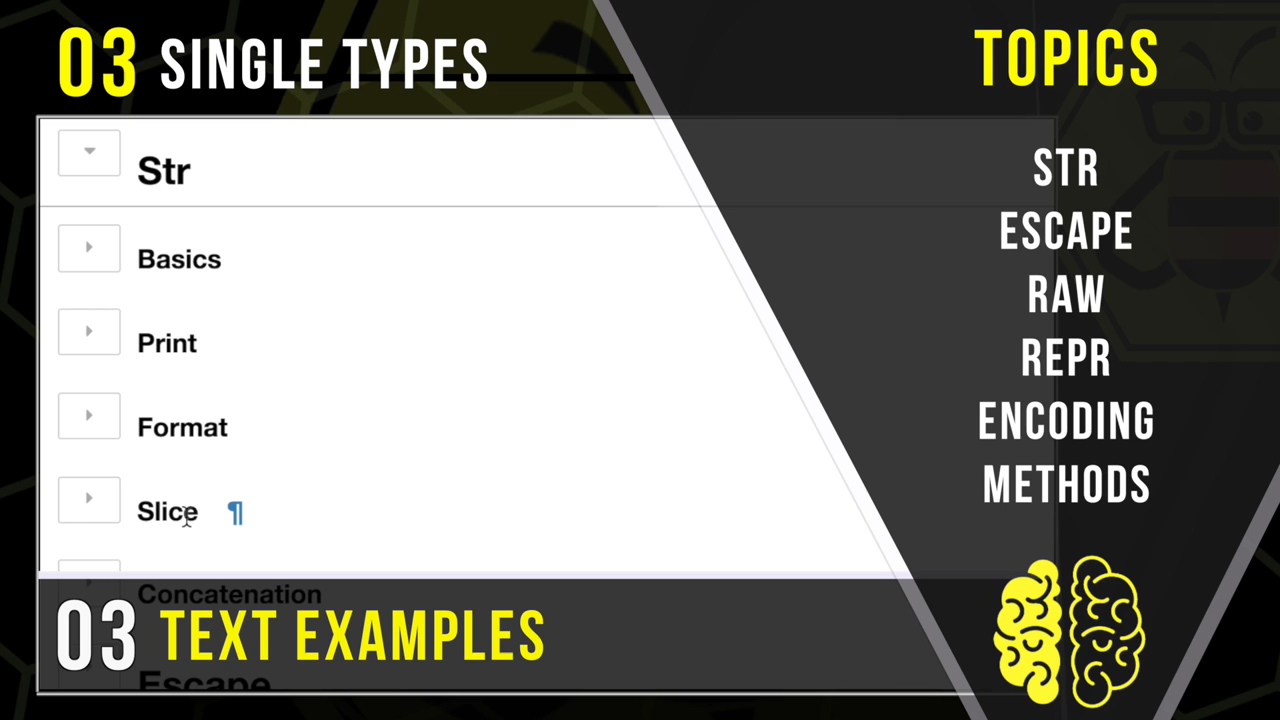 03 SINGLE TYPES
Str
Basics
Print
Format
Slice ¶
Concatenation
Escape
03 TEXT EXAMPLES
TOPICS
STR
ESCAPE
RAW
REPR
ENCODING
METHODS